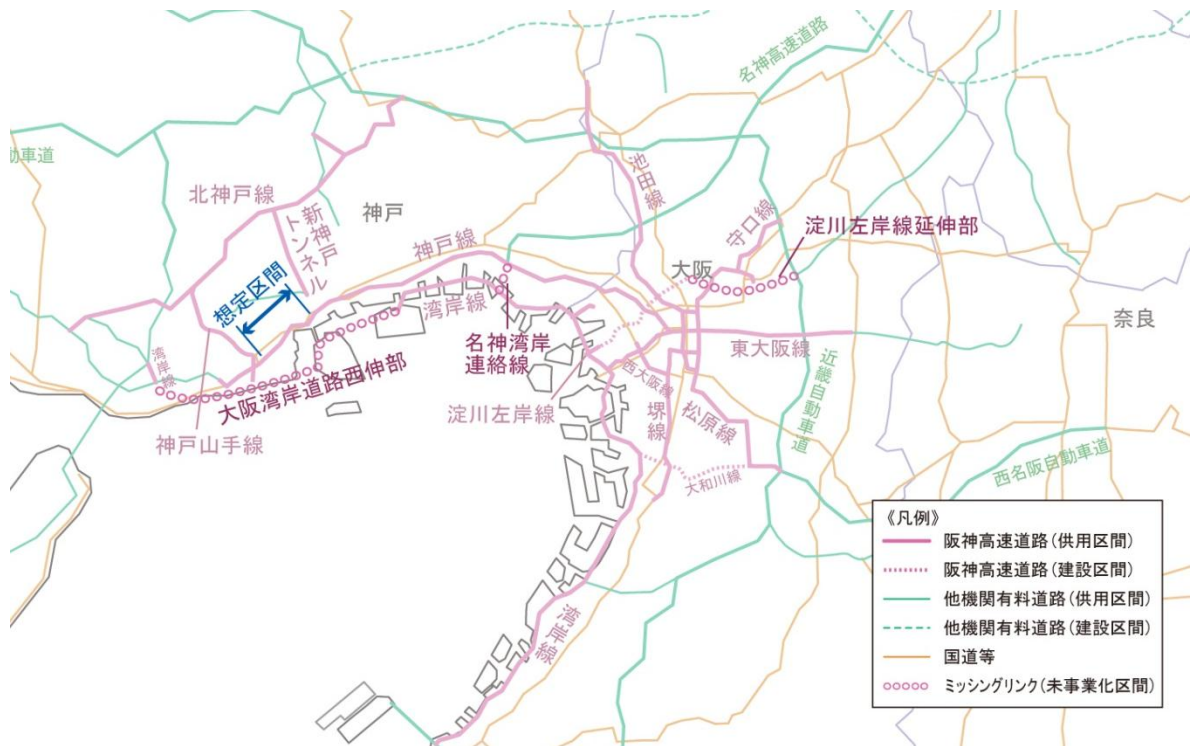 名神高速道路
動車道
池田線
北神戸線
新神戸
トンネル
神戸
守口線
淀川左岸線延伸部
神戸線
大阪
想定区間
湾岸線
奈良
名神湾岸
連絡線
東大阪線
湾岸線
大阪湾岸道路西伸部
西大阪線
近畿自動車道
淀川左岸線
堺線
松原線
神戸山手線
西名阪自動車道
大和川線
湾岸線
《凡例》
阪神高速道路(供用区間)
阪神高速道路(建設区間)
他機関有料道路(供用区間)
他機関有料道路(建設区間)
国道等
ミッシングリンク(未事業化区間)